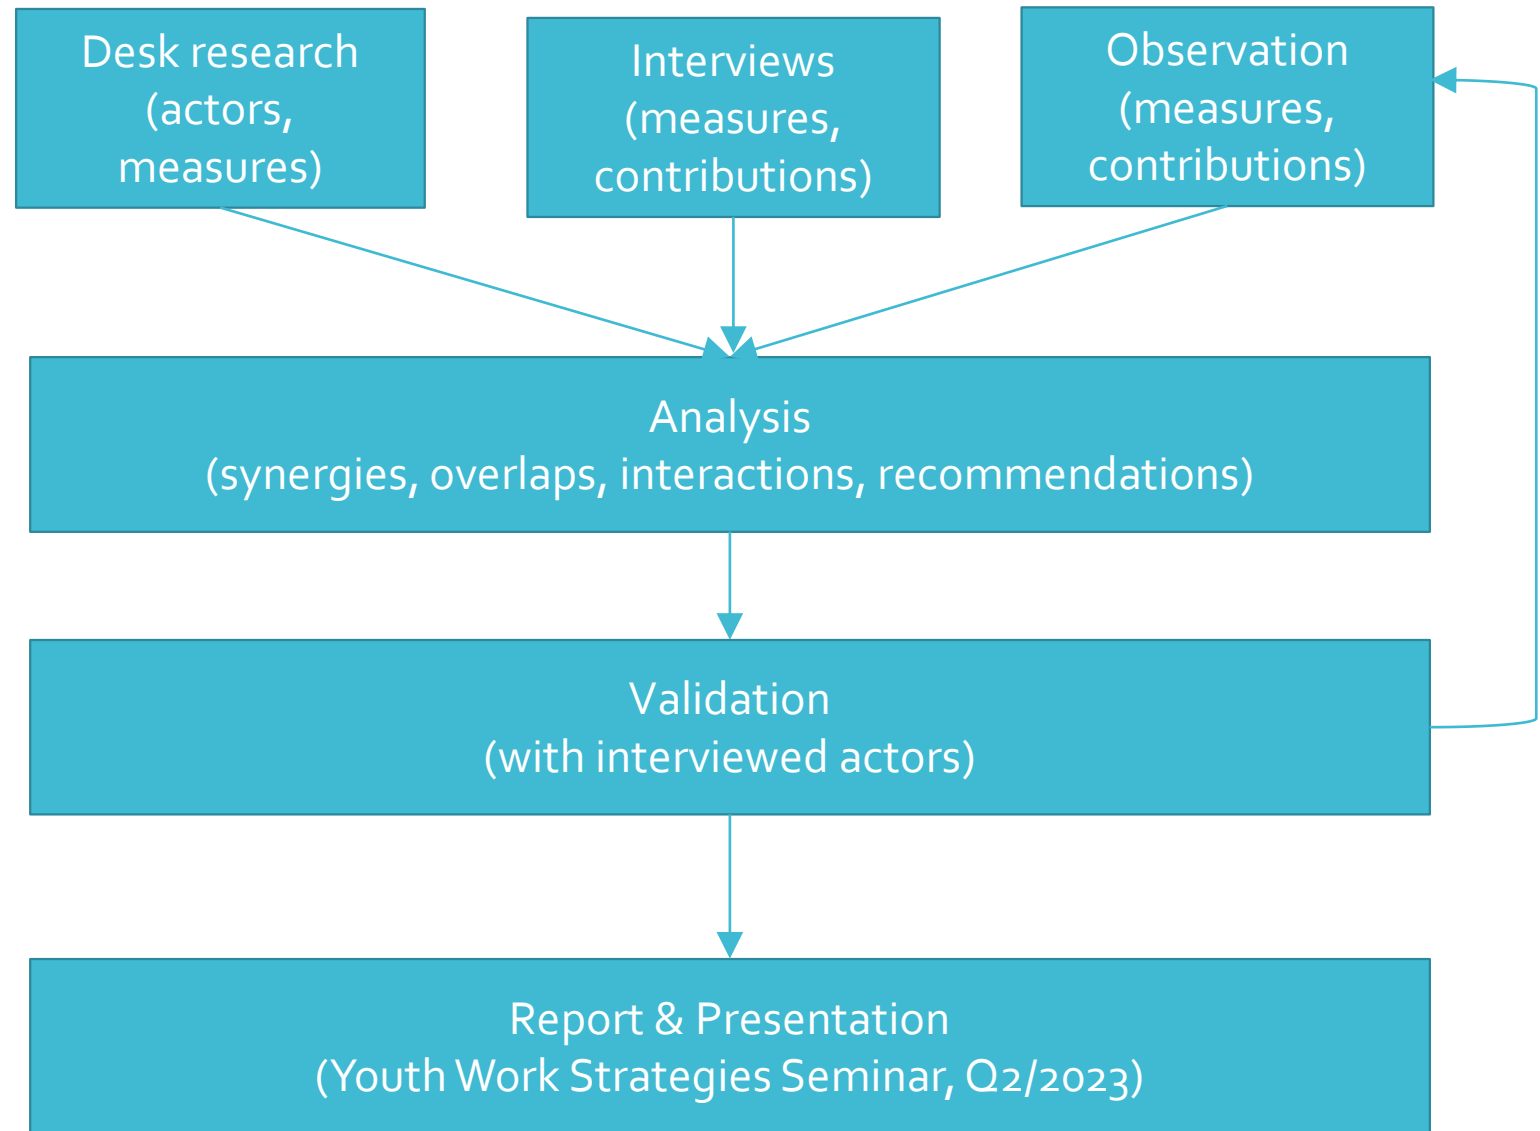 Desk research
(actors,
measures)
Interviews
(measures,
contributions)
Observation
(measures,
contributions)
Analysis
(synergies, overlaps, interactions, recommendations)
Validation
(with interviewed actors)
Report & Presentation
(Youth Work Strategies Seminar, Q2/2023)